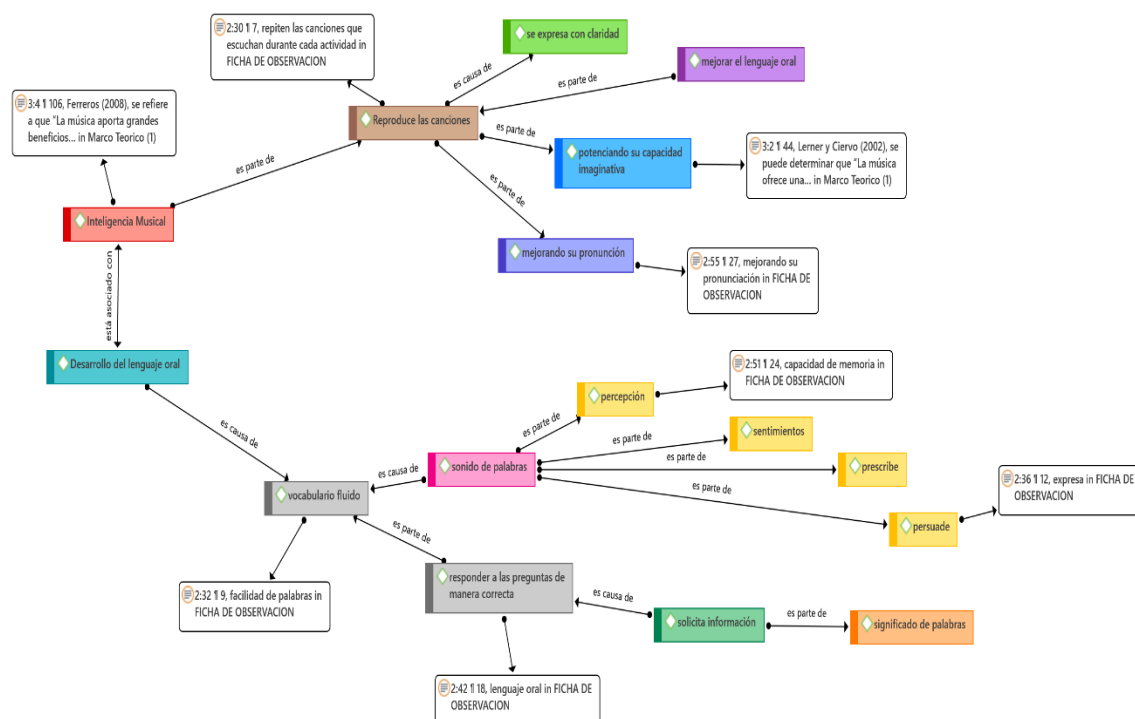 2:30 ¶ 7, repiten las canciones que
escuchan durante cada actividad in
FICHA DE OBSERVACION
se expresa con claridad
mejorar el lenguaje oral
es causa de
es parte de
3:4 ¶ 106, Ferreros (2008), se refiere
a que “La música aporta grandes
beneficios... in Marco Teorico (1)
Reproduce las canciones
es parte de
es parte de
potenciando su capacidad
imaginativa
3:2 ¶ 44, Lerner y Ciervo (2002), se
puede determinar que “La música
ofrece una... in Marco Teorico (1)
es parte de
Inteligencia Musical
mejorando su pronunción
2:55 ¶ 27, mejorando su
pronunciación in FICHA DE
OBSERVACION
está asociado con
Desarrollo del lenguaje oral
2:51 ¶ 24, capacidad de memoria in
FICHA DE OBSERVACION
percepción
es causa de
es parte de
sentimientos
es parte de
es parte de
sonido de palabras
prescribe
es causa de
es parte de
2:36 ¶ 12, expresa in FICHA DE
OBSERVACION
vocabulario fluido
persuade
es parte de
2:32 ¶ 9, facilidad de palabras in
FICHA DE OBSERVACION
responder a las preguntas de
manera correcta
es causa de
solicita información
es parte de
significado de palabras
2:42 ¶ 18, lenguaje oral in FICHA DE
OBSERVACION